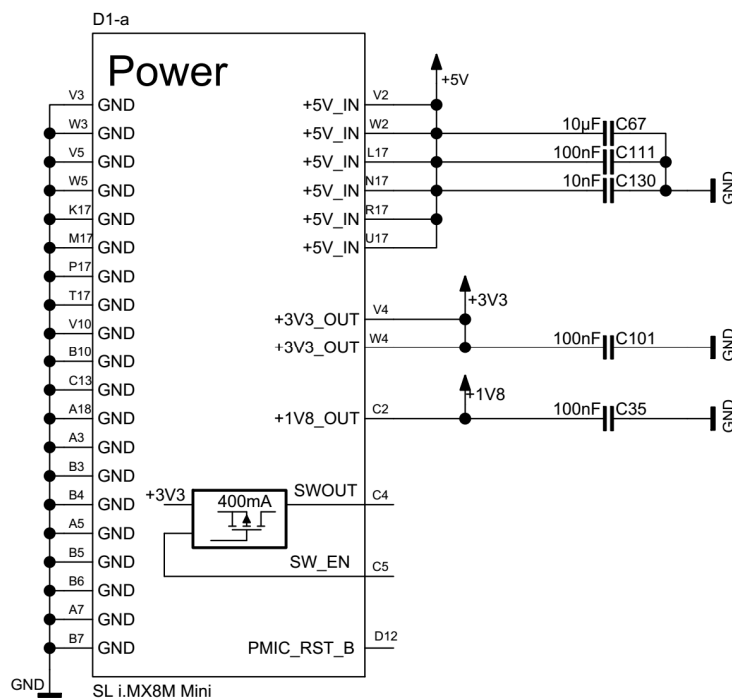 D1-a
Power
+5V
V3 GND +5V_IN V2
W3 GND +5V_IN W2 10µF C67
V5 GND +5V_IN L17 100nF C111
W5 GND +5V_IN N17 10nF C130 GND
K17 GND +5V_IN R17
M17 GND +5V_IN U17
P17 GND
+3V3
T17 GND +3V3_OUT V4
V10 GND +3V3_OUT W4 100nF C101 GND
B10 GND
C13 GND +1V8
A18 GND +1V8_OUT C2 100nF C35 GND
A3 GND
B3 GND
B4 GND +3V3 400mA SWOUT C4
A5 GND
B5 GND SW_EN C5
B6 GND
A7 GND
B7 GND PMIC_RST_B D12
GND
SL i.MX8M Mini